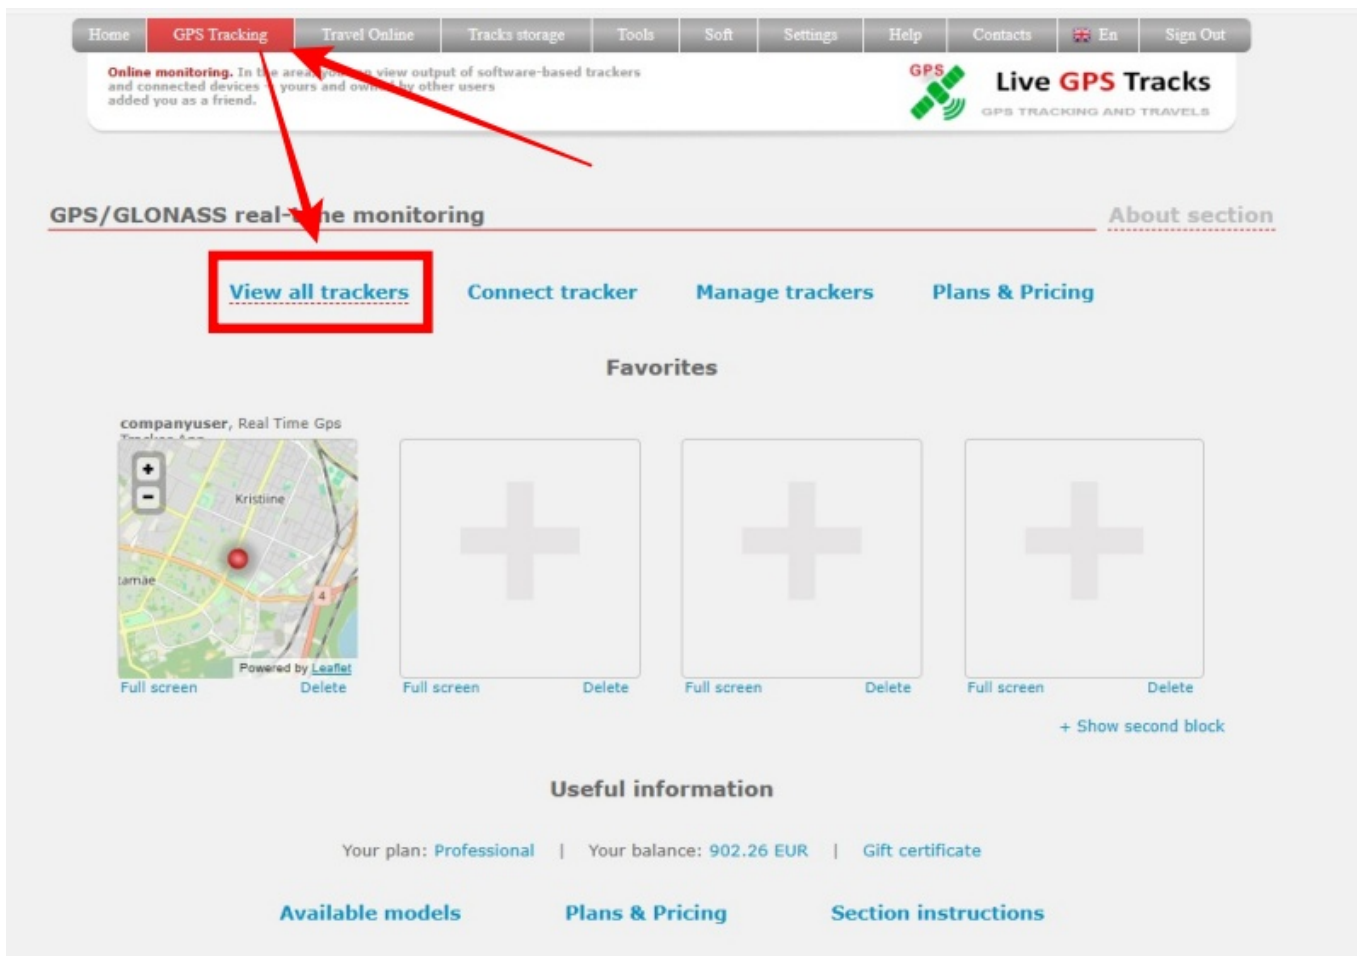 Home GPS Tracking Travel Online Tracks storage Tools Soft Settings Help Contacts En Sign Out
Online monitoring. In the area, you can view output of software-based trackers
and connected devices yours and owned by other users
added you as a friend.
GPS
Live GPS Tracks
GPS TRACKING AND TRAVELS
GPS/GLONASS real-time monitoring
About section
View all trackers Connect tracker Manage trackers Plans & Pricing
Favorites
companyuser, Real Time Gps
Tracker App
+
−
Kristiine
tamäe
4
Powered by Leaflet
Full screen Delete Full screen Delete Full screen Delete Full screen Delete
+ Show second block
Useful information
Your plan: Professional | Your balance: 902.26 EUR | Gift certificate
Available models Plans & Pricing Section instructions